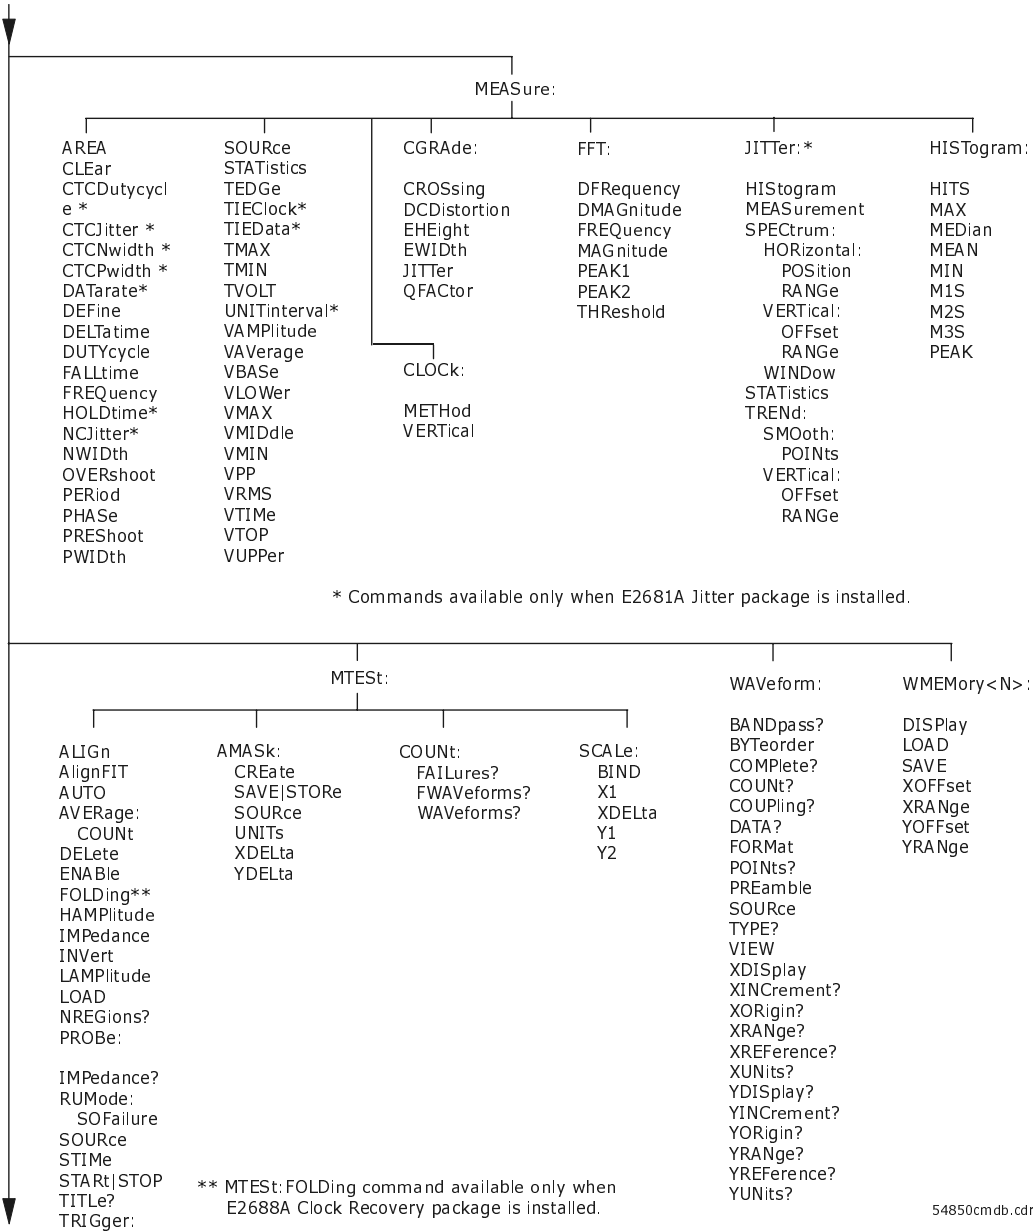 MEASure:
AREA
CLEar
CTCDutycycl
e *
CTCJitter *
CTCNwidth *
CTCPwidth *
DATarate*
DEFine
DELTatime
DUTYcycle
FALLtime
FREQuency
HOLDtime*
NCJitter*
NWIDth
OVERshoot
PERiod
PHASe
PREShoot
PWIDth
SOURce
STATistics
TEDGe
TIEClock*
TIEData*
TMAX
TMIN
TVOLT
UNITinterval*
VAMPlitude
VAVerage
VBASe
VLOWer
VMAX
VMIDdle
VMIN
VPP
VRMS
VTIMe
VTOP
VUPPer
CGRAde:
CROSsing
DCDistortion
EHEight
EWIDth
JITTer
QFACtor
CLOCk:
METHod
VERTical
FFT:
DFRequency
DMAGnitude
FREQuency
MAGNitude
PEAK1
PEAK2
THReshold
JITTer:*
HIStogram
MEASurement
SPECtrum:
HORizontal:
POSition
RANGe
VERTical:
OFFset
RANGe
WINDow
STATistics
TRENd:
SMOoth:
POINts
VERTical:
OFFset
RANGe
HISTogram:
HITS
MAX
MEDian
MEAN
MIN
M1S
M2S
M3S
PEAK
* Commands available only when E2681A Jitter package is installed.
MTESt:
ALIGn
AlignFIT
AUTO
AVERage:
COUNt
DELete
ENABle
FOLDing**
HAMPlitude
IMPedance
INVert
LAMPlitude
LOAD
NREGions?
PROBe:
IMPedance?
RUMode:
SOFailure
SOURce
STIMe
STARt|STOP
TITLe?
TRIGger:
AMASk:
CREate
SAVE|STORe
SOURce
UNITs
XDELta
YDELta
COUNt:
FAILures?
FWAVeforms?
WAVeforms?
SCALe:
BIND
X1
XDELta
Y1
Y2
WAVeform:
BANDpass?
BYTeorder
COMPlete?
COUNt?
COUPling?
DATA?
FORMat
POINts?
PREamble
SOURce
TYPE?
VIEW
XDISplay
XINCrement?
XORigin?
XRANge?
XREFerence?
XUNits?
YDISplay?
YINCrement?
YORigin?
YRANge?
YREFerence?
YUNits?
WMEMory<N>:
DISPlay
LOAD
SAVE
XOFFset
XRANge
YOFFset
YRANge
** MTESt:FOLDing command available only when
E2688A Clock Recovery package is installed.
54850cmdb.cdr